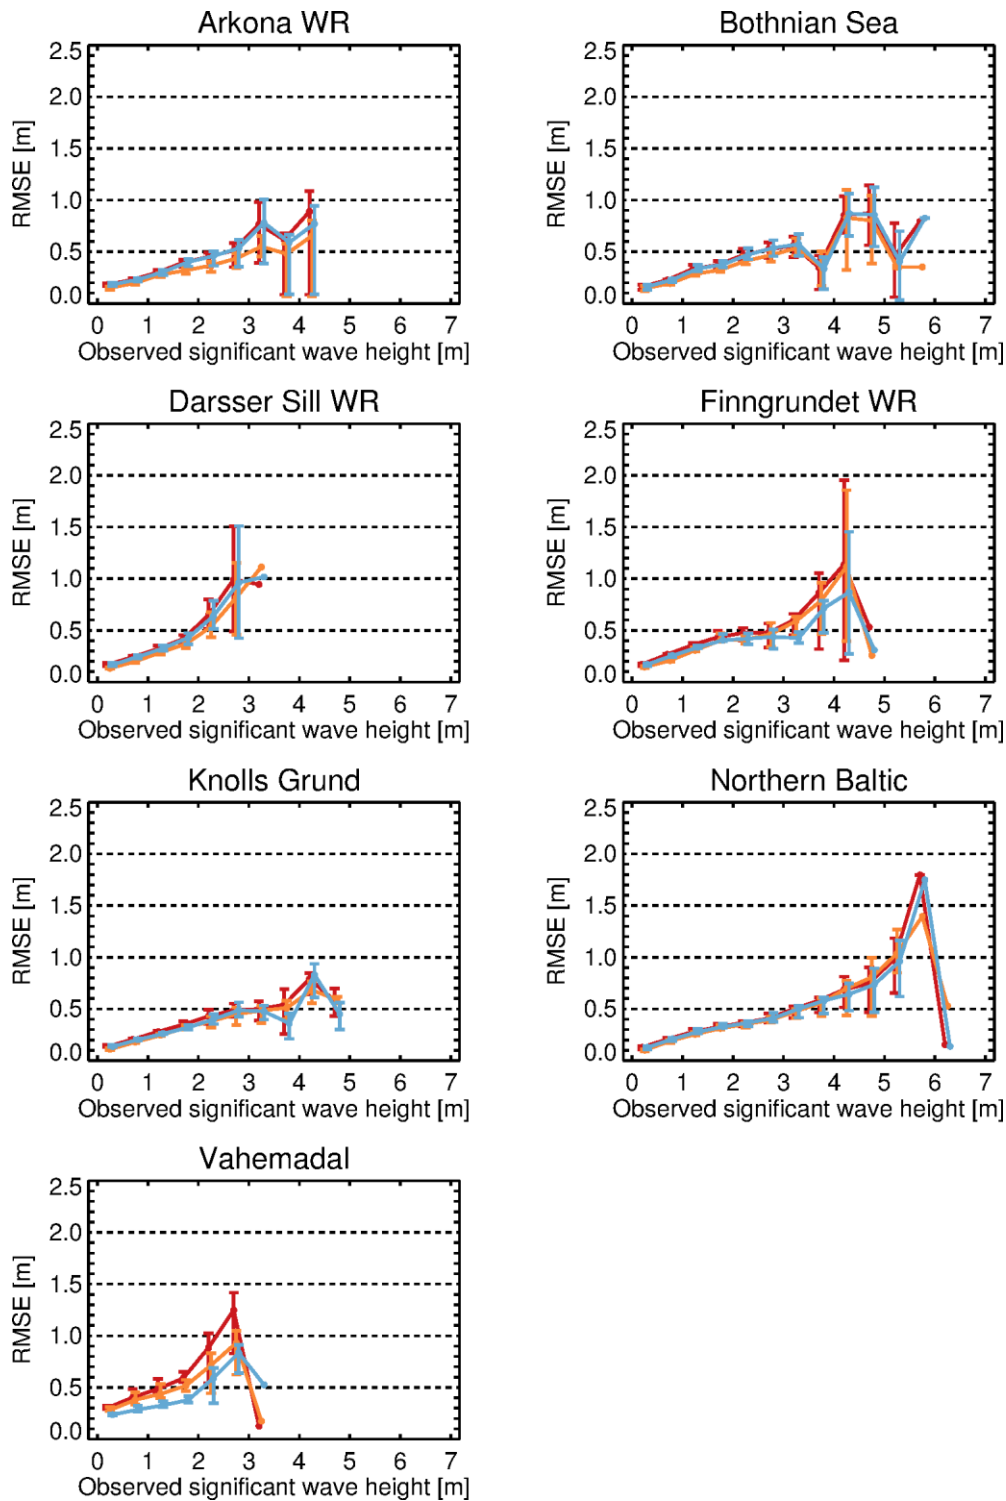 Arkona WR
2.5
2.0
1.5
1.0
0.5
0.0
RMSE [m]
0 1 2 3 4 5 6 7
Observed significant wave height [m]
Bothnian Sea
2.5
2.0
1.5
1.0
0.5
0.0
RMSE [m]
0 1 2 3 4 5 6 7
Observed significant wave height [m]
Darsser Sill WR
2.5
2.0
1.5
1.0
0.5
0.0
RMSE [m]
0 1 2 3 4 5 6 7
Observed significant wave height [m]
Finngrundet WR
2.5
2.0
1.5
1.0
0.5
0.0
RMSE [m]
0 1 2 3 4 5 6 7
Observed significant wave height [m]
Knolls Grund
2.5
2.0
1.5
1.0
0.5
0.0
RMSE [m]
0 1 2 3 4 5 6 7
Observed significant wave height [m]
Northern Baltic
2.5
2.0
1.5
1.0
0.5
0.0
RMSE [m]
0 1 2 3 4 5 6 7
Observed significant wave height [m]
Vahemadal
2.5
2.0
1.5
1.0
0.5
0.0
RMSE [m]
0 1 2 3 4 5 6 7
Observed significant wave height [m]